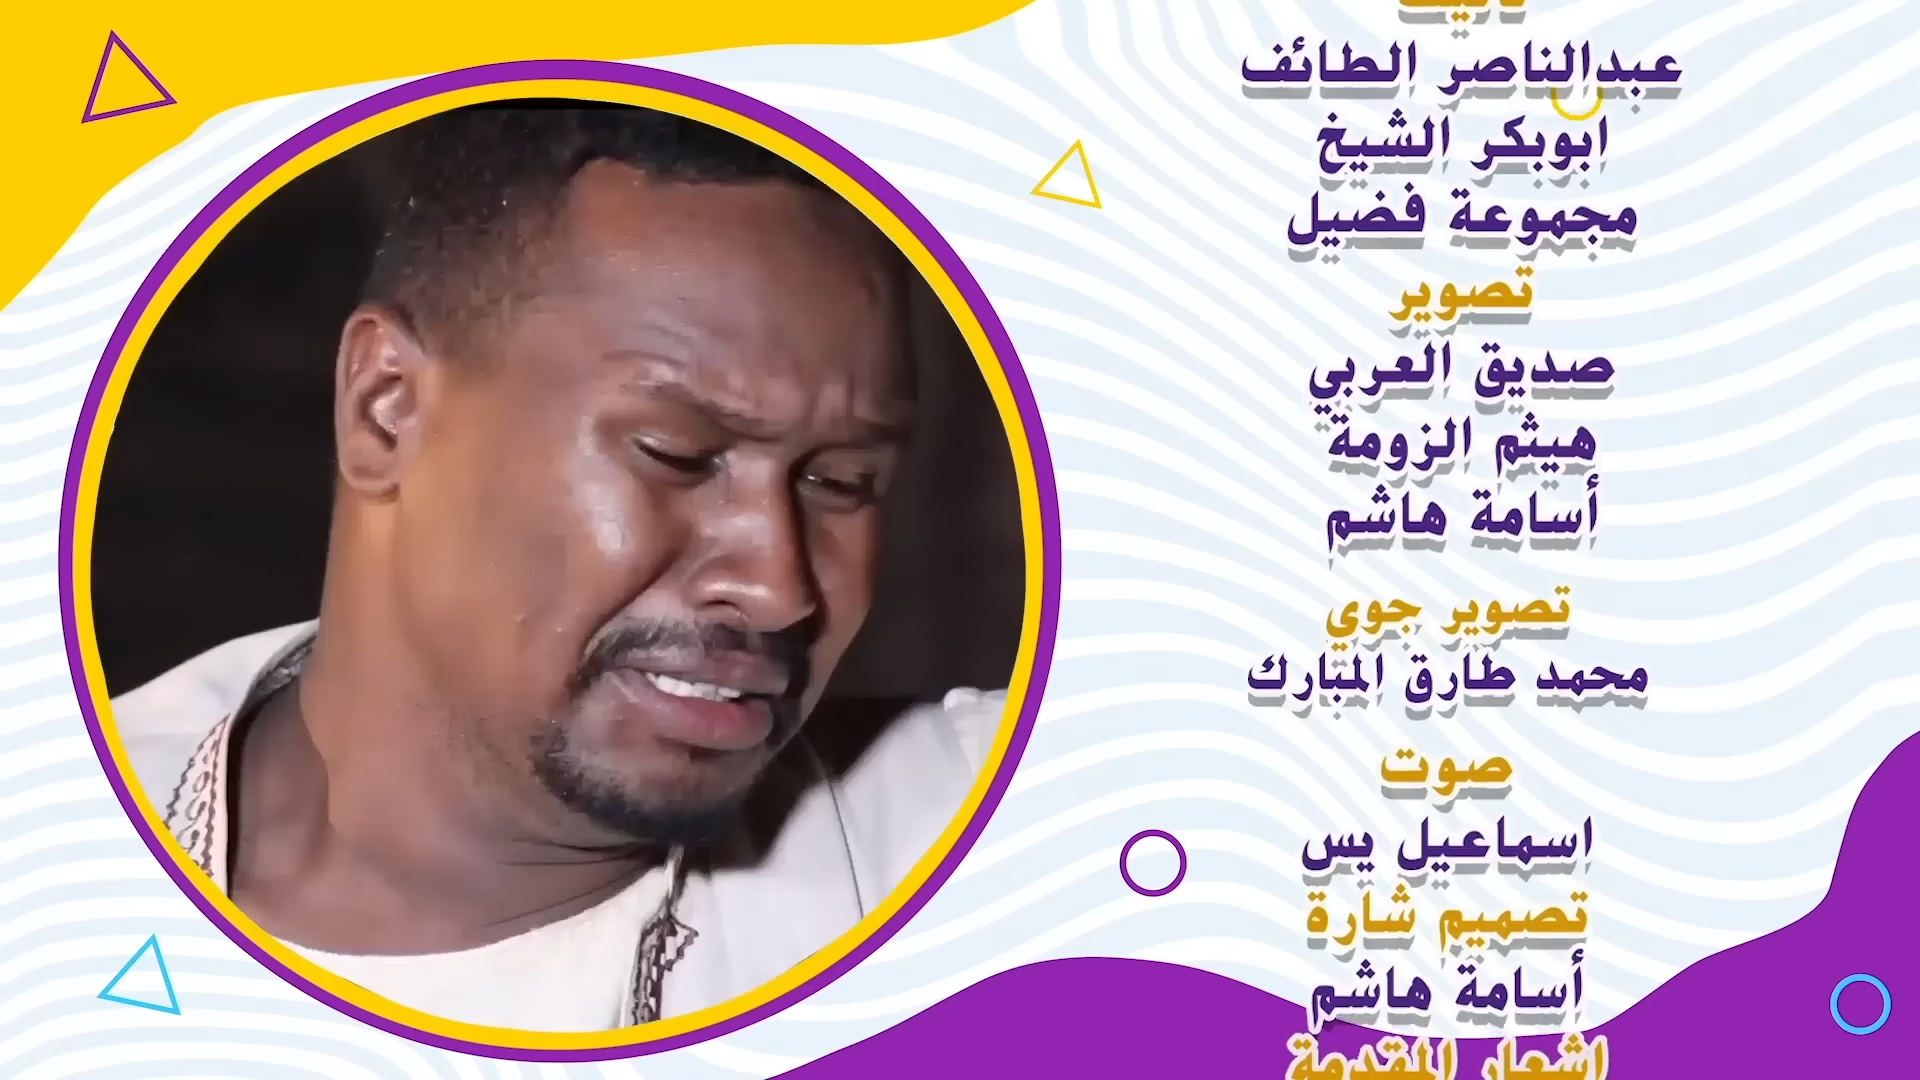 تأليف
عبدالناصر الطائف
ابوبكر الشيخ
مجموعة فضيل
تصوير
صديق العربي
هيثم الزومة
أسامة هاشم
تصوير جوي
محمد طارق المبارك
صوت
اسماعيل يس
تصميم شارة
أسامة هاشم
اشعار المقدمة